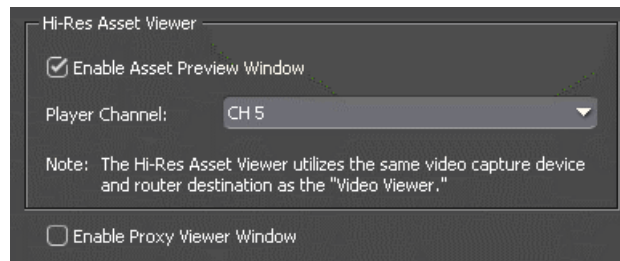 Hi-Res Asset Viewer
Enable Asset Preview Window
Player Channel: CH 5
Note: The Hi-Res Asset Viewer utilizes the same video capture device
and router destination as the "Video Viewer."
Enable Proxy Viewer Window